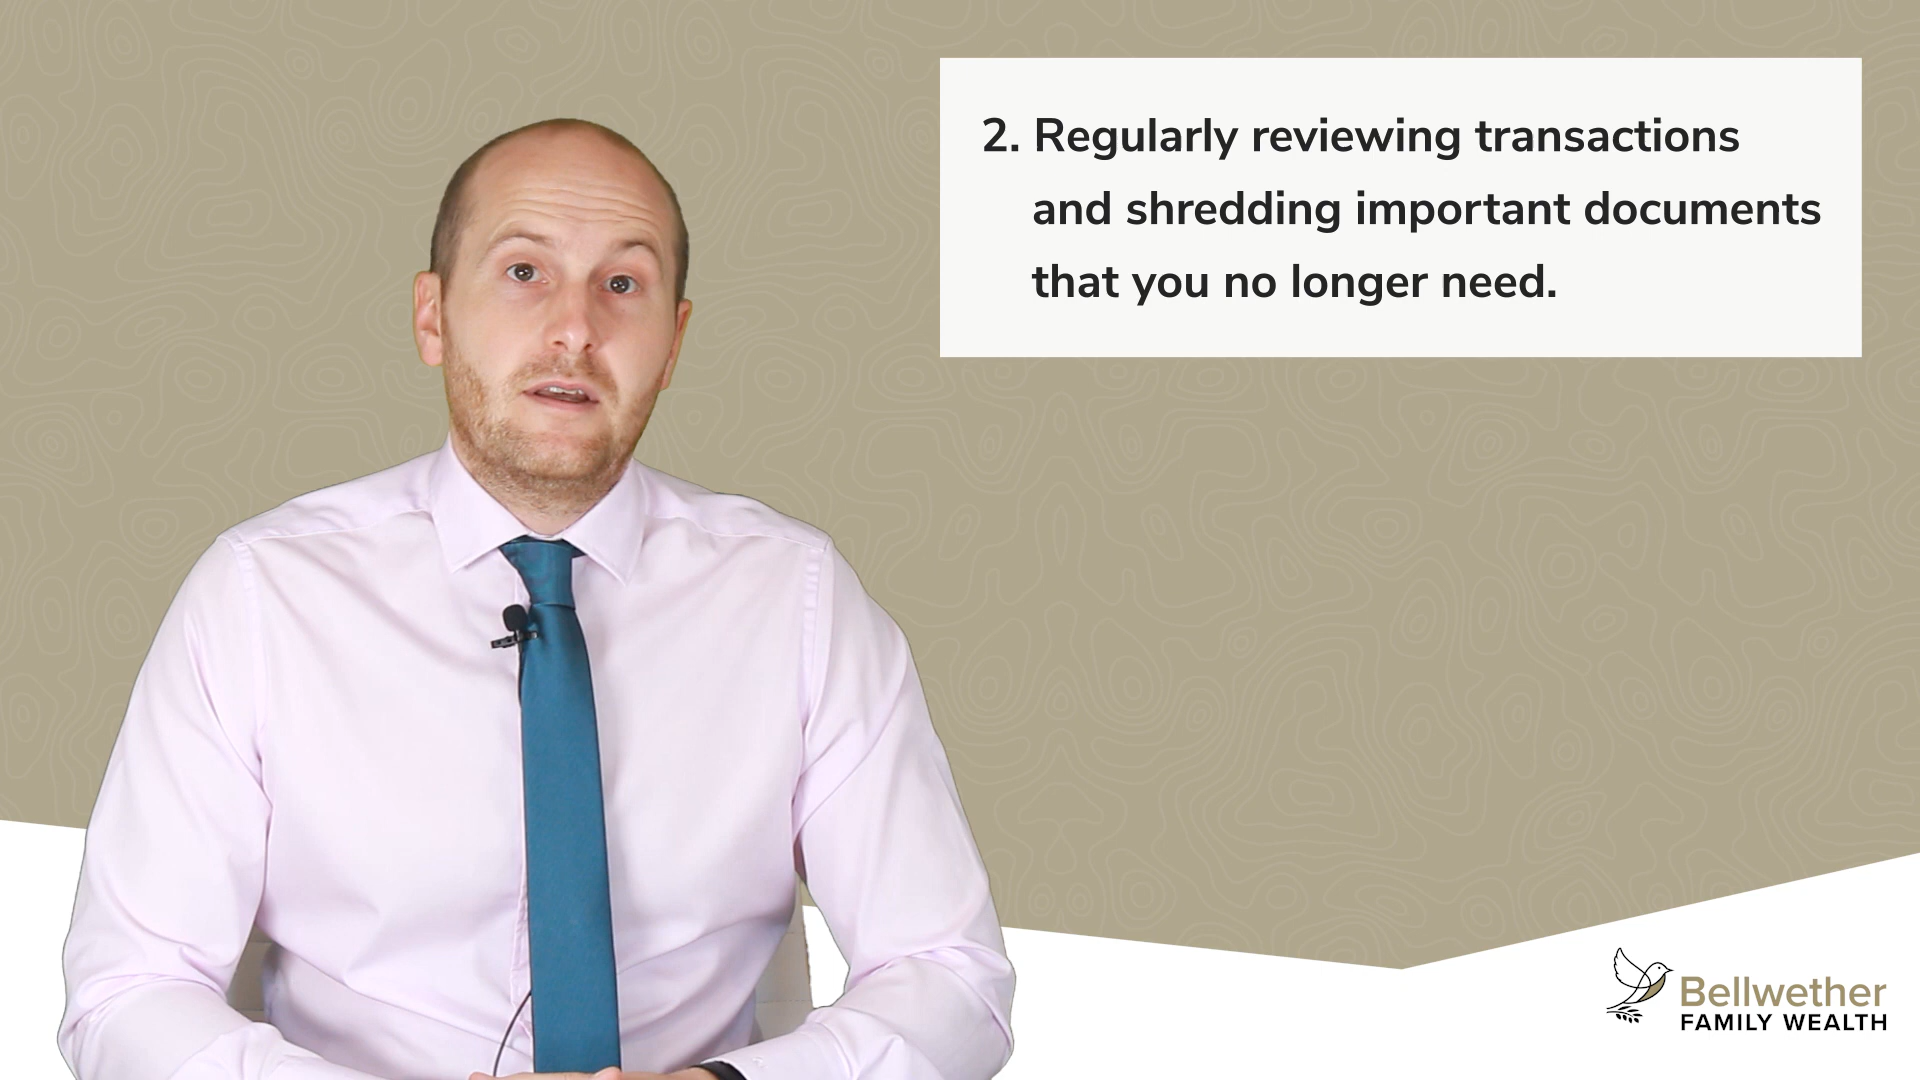 2. Regularly reviewing transactions
and shredding important documents
that you no longer need.
Bellwether
FAMILY WEALTH